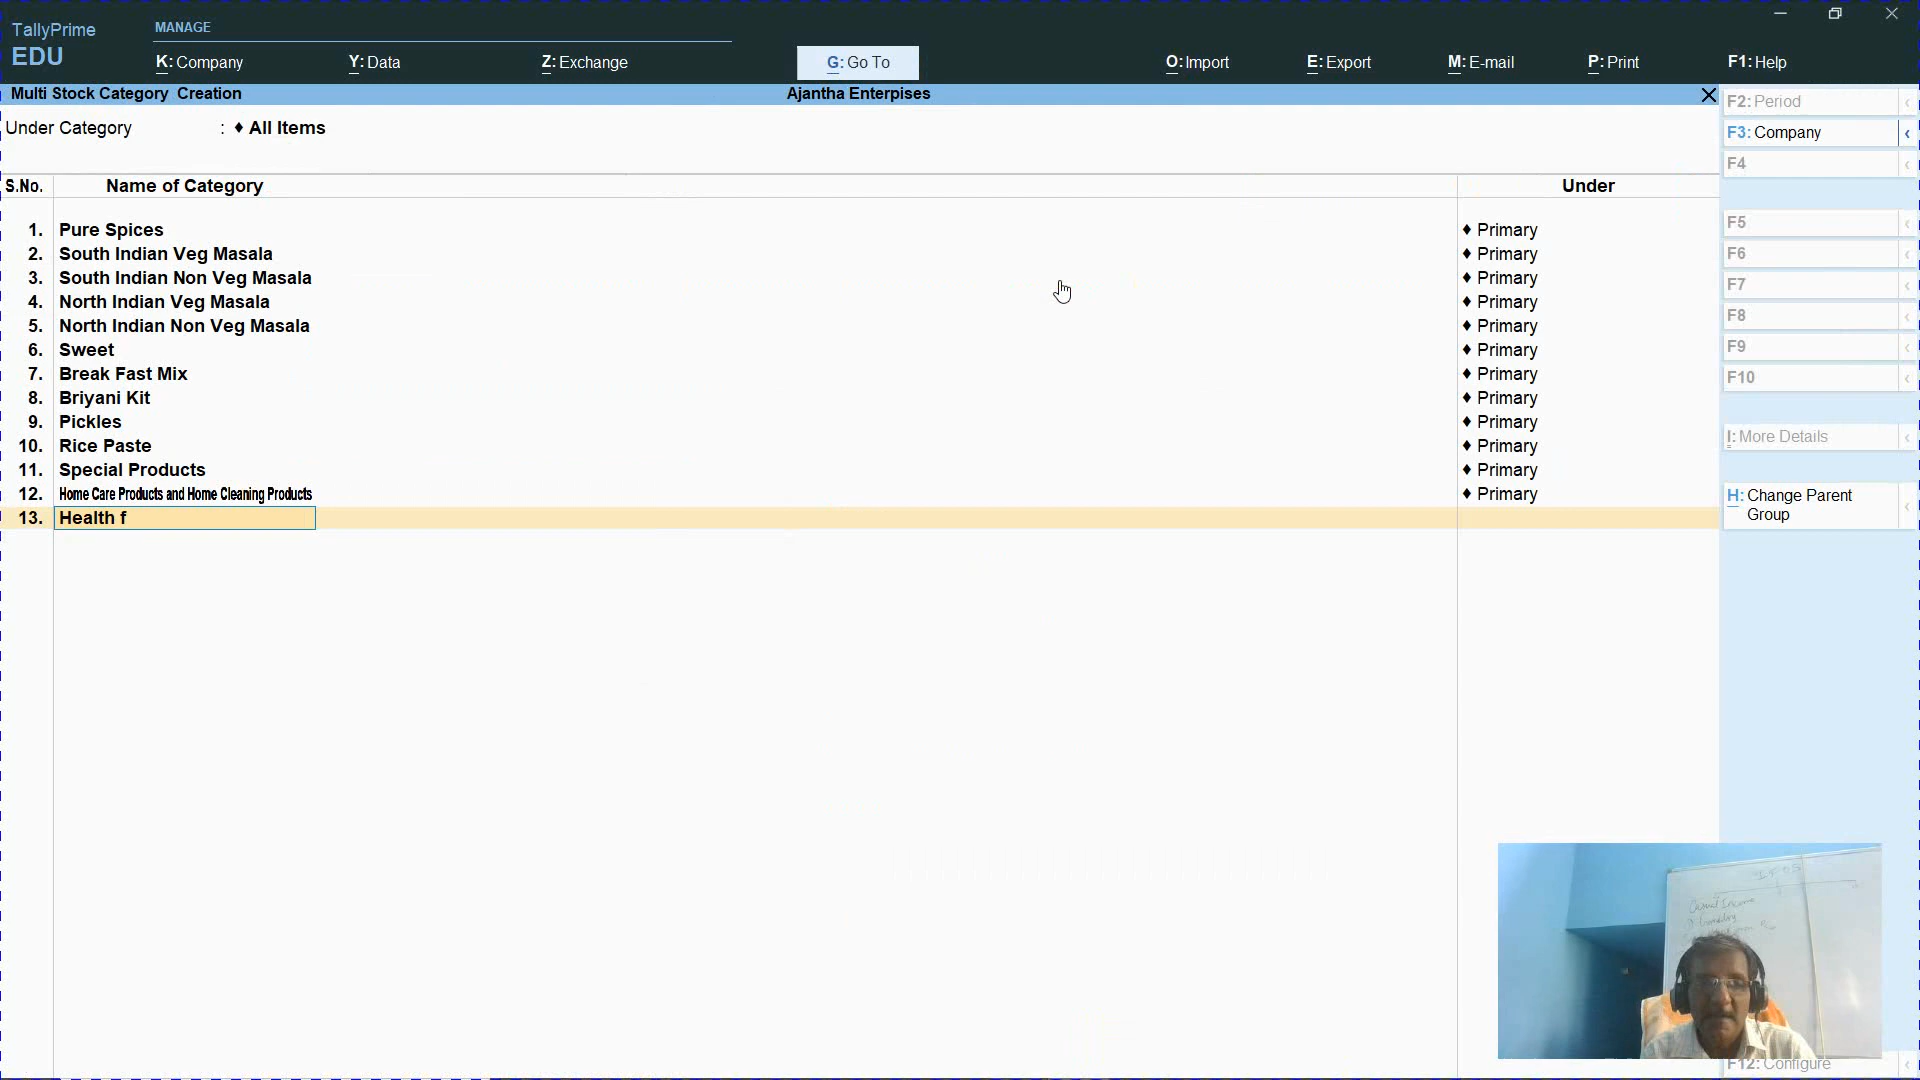 TallyPrime
EDU
MANAGE
K: Company
Y: Data
Z: Exchange
G: Go To
O: Import
E: Export
M: E-mail
P: Print
F1: Help
Multi Stock Category Creation
Ajantha Enterpises
Under Category : ♦ All Items
S.No. Name of Category Under
1. Pure Spices ♦ Primary
2. South Indian Veg Masala ♦ Primary
3. South Indian Non Veg Masala ♦ Primary
4. North Indian Veg Masala ♦ Primary
5. North Indian Non Veg Masala ♦ Primary
6. Sweet ♦ Primary
7. Break Fast Mix ♦ Primary
8. Briyani Kit ♦ Primary
9. Pickles ♦ Primary
10. Rice Paste ♦ Primary
11. Special Products ♦ Primary
12. Home Care Products and Home Cleaning Products ♦ Primary
13. Health f
F2: Period
F3: Company
F4
F5
F6
F7
F8
F9
F10
I: More Details
H: Change Parent
Group
Casual Income
F12: Configure